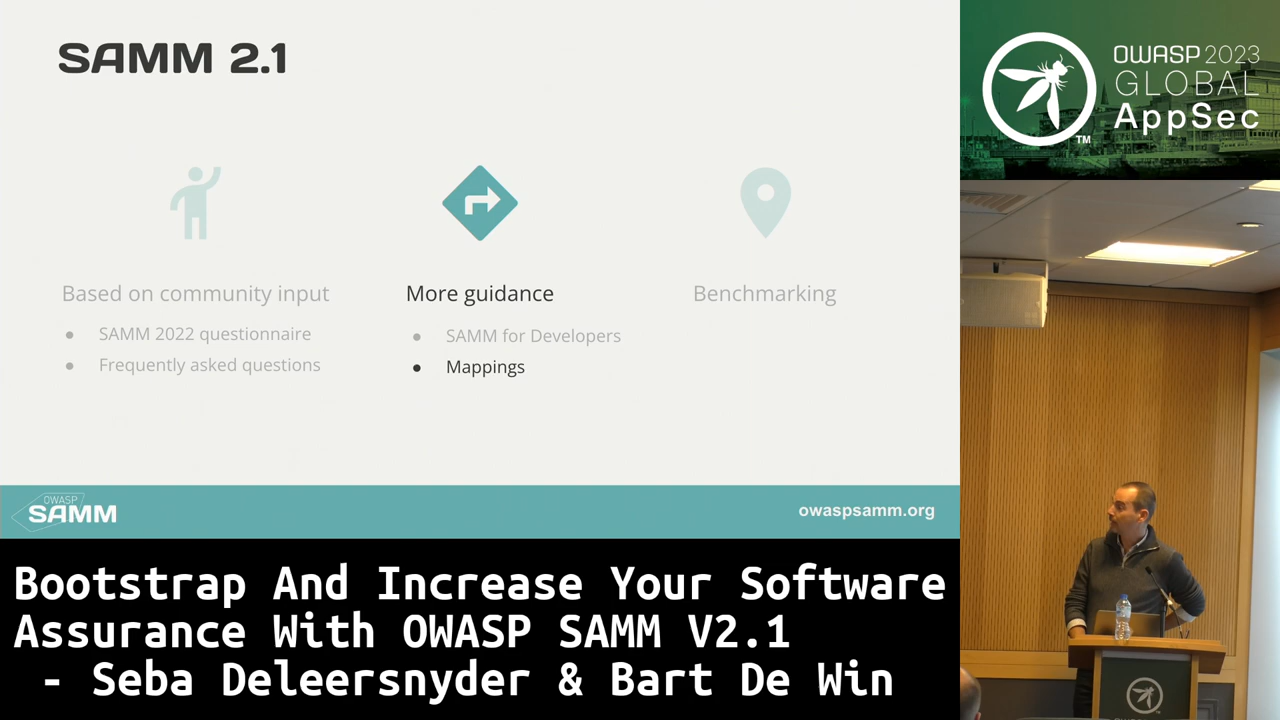 SAMM 2.1
Based on community input
● SAMM 2022 questionnaire
● Frequently asked questions
More guidance
● SAMM for Developers
● Mappings
Benchmarking
OWASP
SAMM
owaspsamm.org
Bootstrap And Increase Your Software
Assurance With OWASP SAMM V2.1
- Seba Deleersnyder & Bart De Win
OWASP 2023
GLOBAL
AppSec
TM